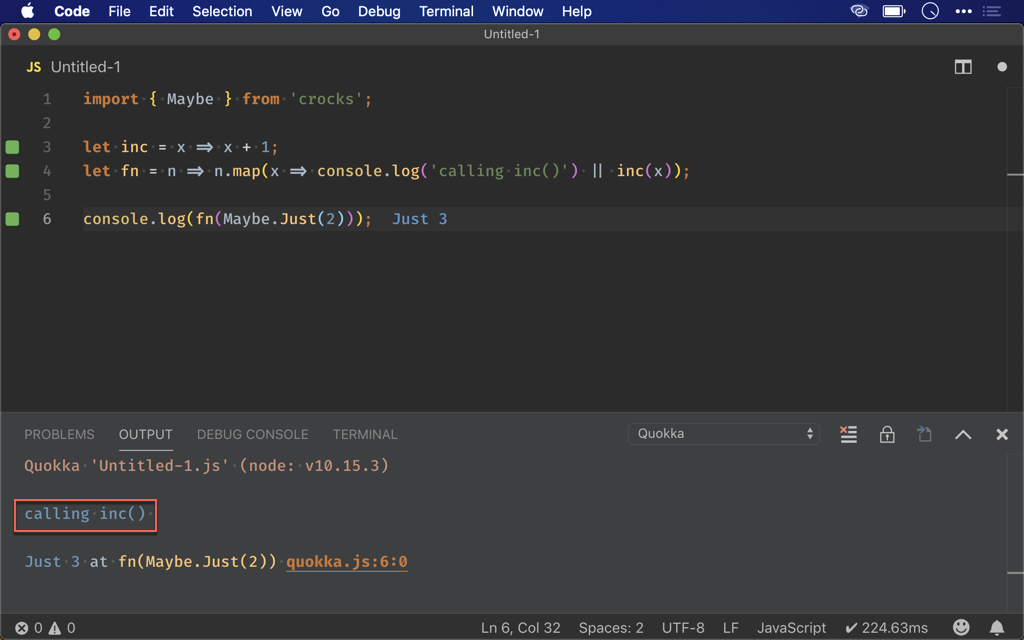 Code File Edit Selection View Go Debug Terminal Window Help
Untitled-1
JS Untitled-1
1 import { Maybe } from 'crocks';
2
3 let inc = x => x + 1;
4 let fn = n => n.map(x => console.log('calling inc()') || inc(x));
5
6 console.log(fn(Maybe.Just(2))); Just 3
PROBLEMS OUTPUT DEBUG CONSOLE TERMINAL Quokka
Quokka 'Untitled-1.js' (node: v10.15.3)
calling inc()
Just 3 at fn(Maybe.Just(2)) quokka.js:6:0
0 0 Ln 6, Col 32 Spaces: 2 UTF-8 LF JavaScript ✔ 224.63ms